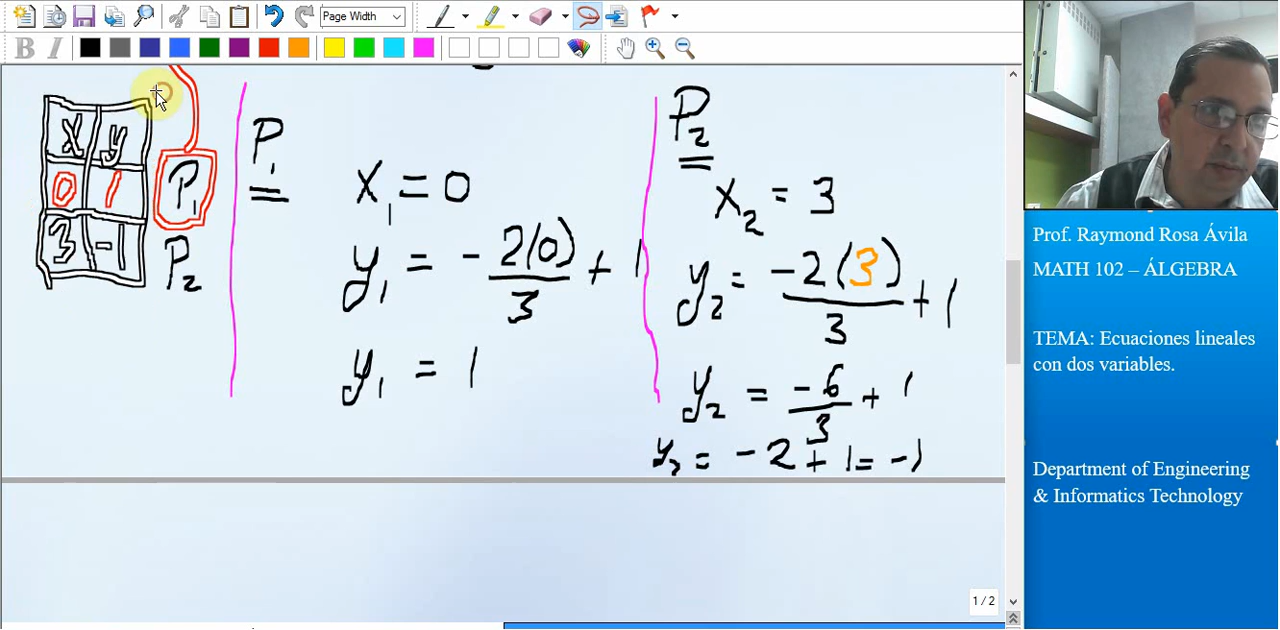 Page Width
B I
x y
0 1 P₁
3 -1 P₂
P₁
x₁ = 0
y₁ = - 2(0)/3 + 1
y₁ = 1
P₂
x₂ = 3
y₂ = -2(3)/3 + 1
y₂ = -6/3 + 1
y₂ = -2 + 1 = -1
1 / 2
Prof. Raymond Rosa Ávila
MATH 102 – ÁLGEBRA
TEMA: Ecuaciones lineales
con dos variables.
Department of Engineering
& Informatics Technology